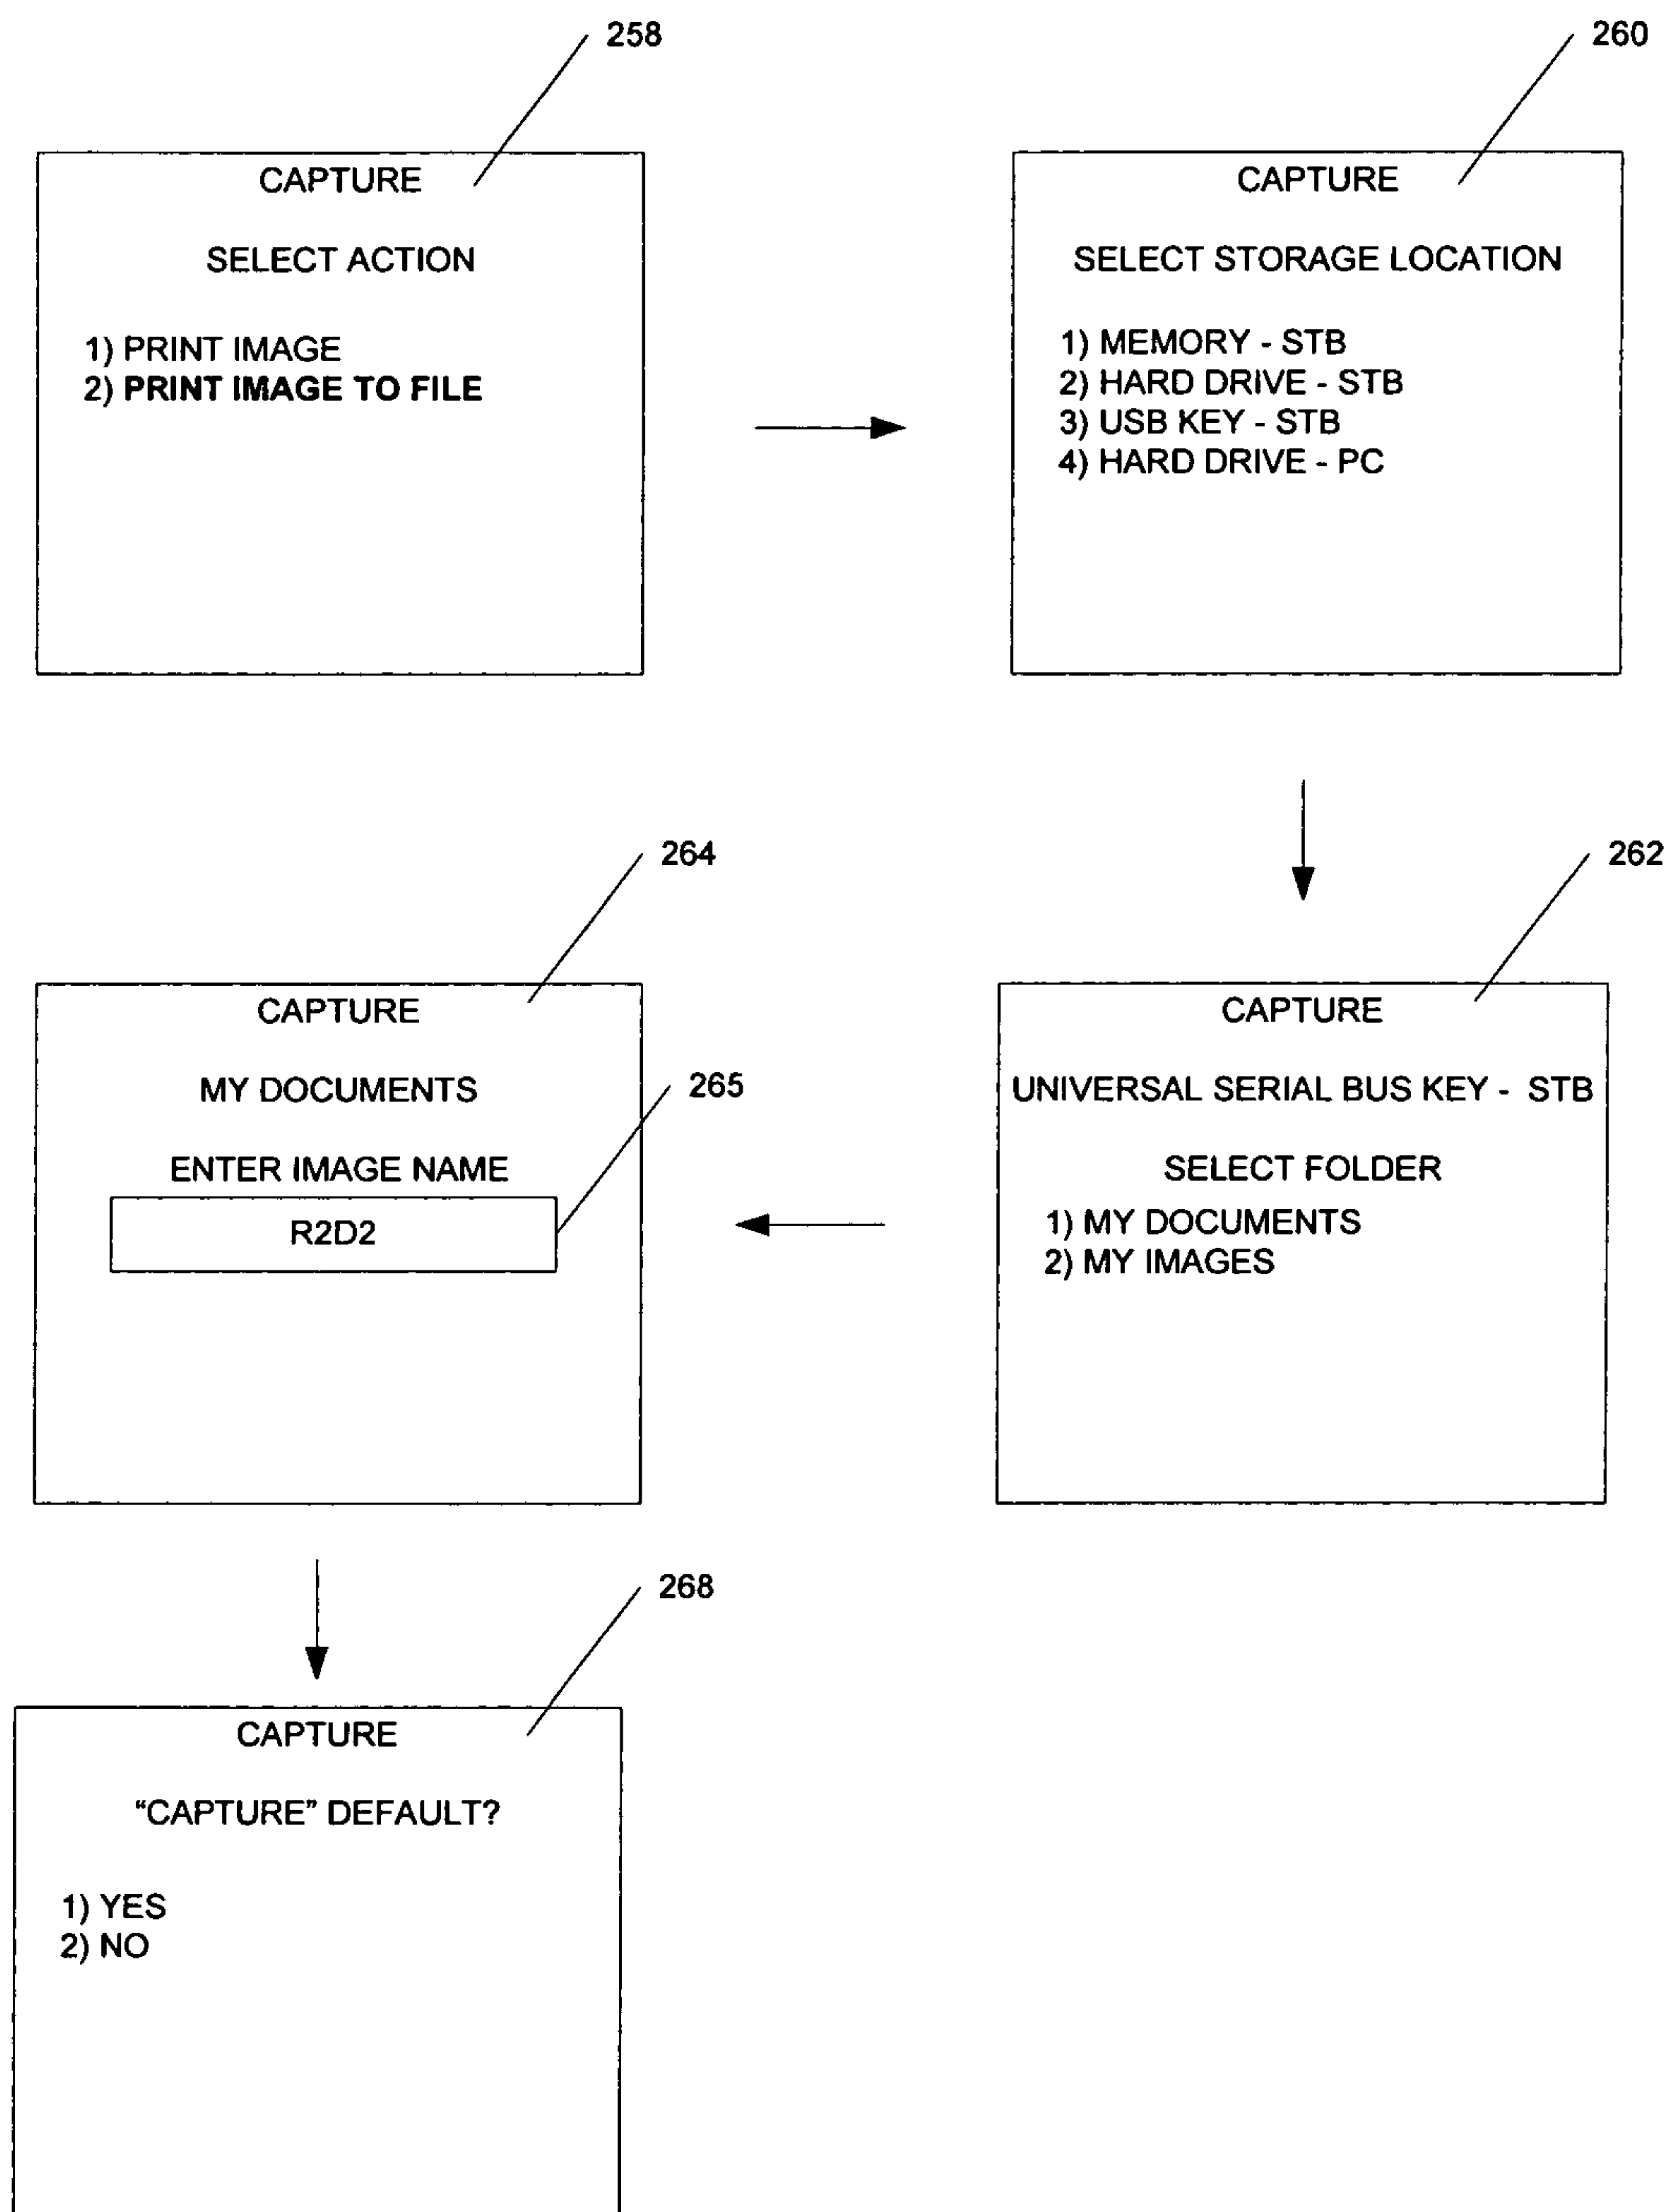 258
CAPTURE
SELECT ACTION
1) PRINT IMAGE
2) PRINT IMAGE TO FILE
260
CAPTURE
SELECT STORAGE LOCATION
1) MEMORY - STB
2) HARD DRIVE - STB
3) USB KEY - STB
4) HARD DRIVE - PC
262
CAPTURE
UNIVERSAL SERIAL BUS KEY - STB
SELECT FOLDER
1) MY DOCUMENTS
2) MY IMAGES
264
CAPTURE
MY DOCUMENTS
265
ENTER IMAGE NAME
R2D2
268
CAPTURE
“CAPTURE” DEFAULT?
1) YES
2) NO